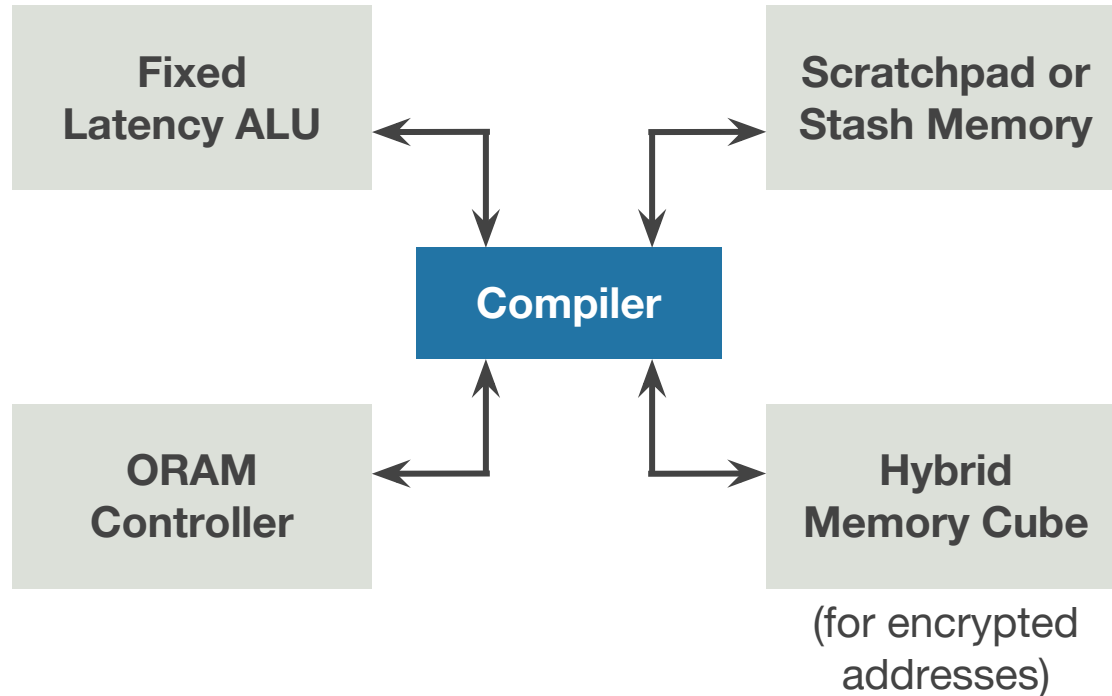 Fixed
Latency ALU
Scratchpad or
Stash Memory
Compiler
ORAM
Controller
Hybrid
Memory Cube
(for encrypted
addresses)